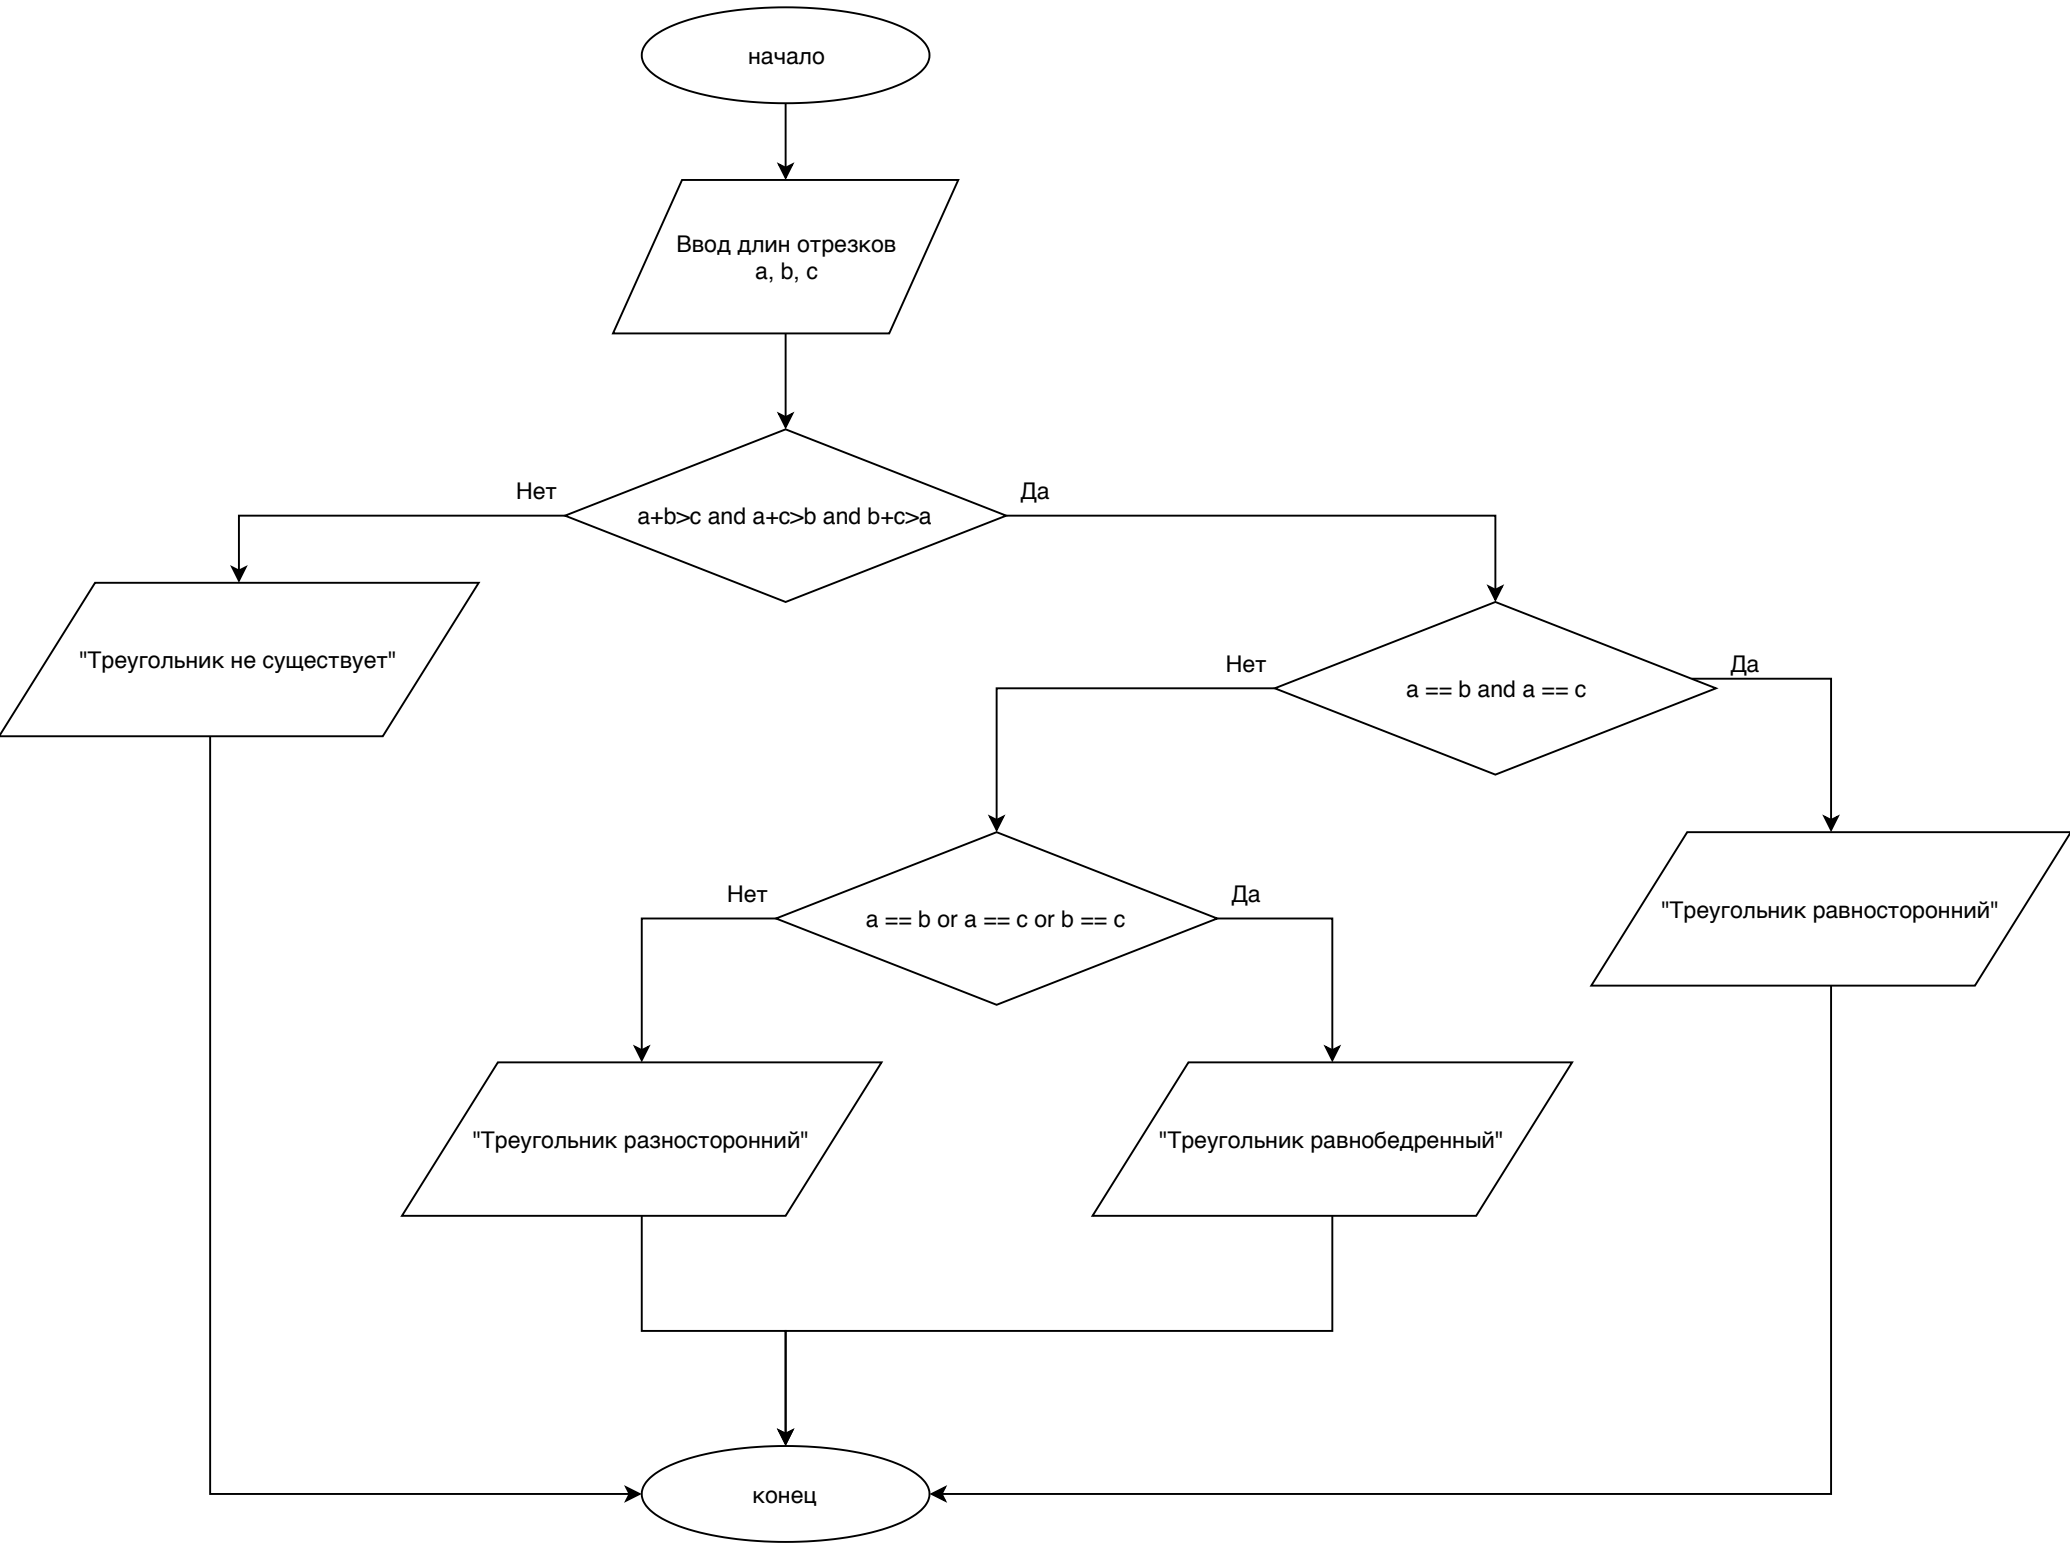 начало
Ввод длин отрезков
a, b, c
Нет
Да
a+b>c and a+c>b and b+c>a
"Треугольник не существует"
Нет
Да
a == b and a == c
Нет
Да
a == b or a == c or b == c
"Треугольник равносторонний"
"Треугольник разносторонний"
"Треугольник равнобедренный"
конец